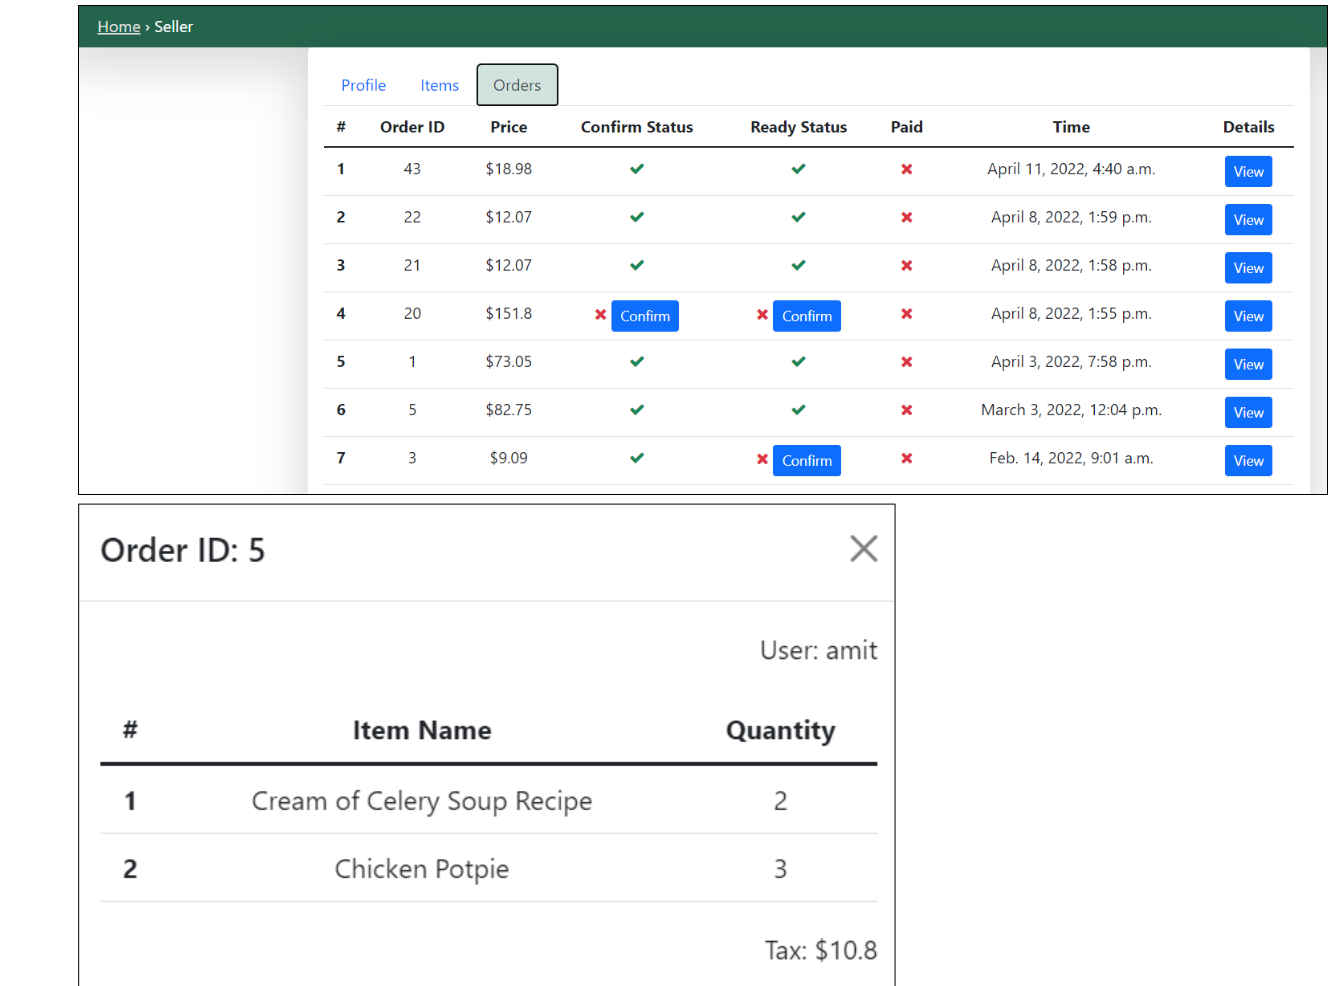 Home › Seller
Profile Items Orders
# Order ID Price Confirm Status Ready Status Paid Time Details
1 43 $18.98 April 11, 2022, 4:40 a.m. View
2 22 $12.07 April 8, 2022, 1:59 p.m. View
3 21 $12.07 April 8, 2022, 1:58 p.m. View
4 20 $151.8 Confirm Confirm April 8, 2022, 1:55 p.m. View
5 1 $73.05 April 3, 2022, 7:58 p.m. View
6 5 $82.75 March 3, 2022, 12:04 p.m. View
7 3 $9.09 Confirm Feb. 14, 2022, 9:01 a.m. View
Order ID: 5
User: amit
# Item Name Quantity
1 Cream of Celery Soup Recipe 2
2 Chicken Potpie 3
Tax: $10.8